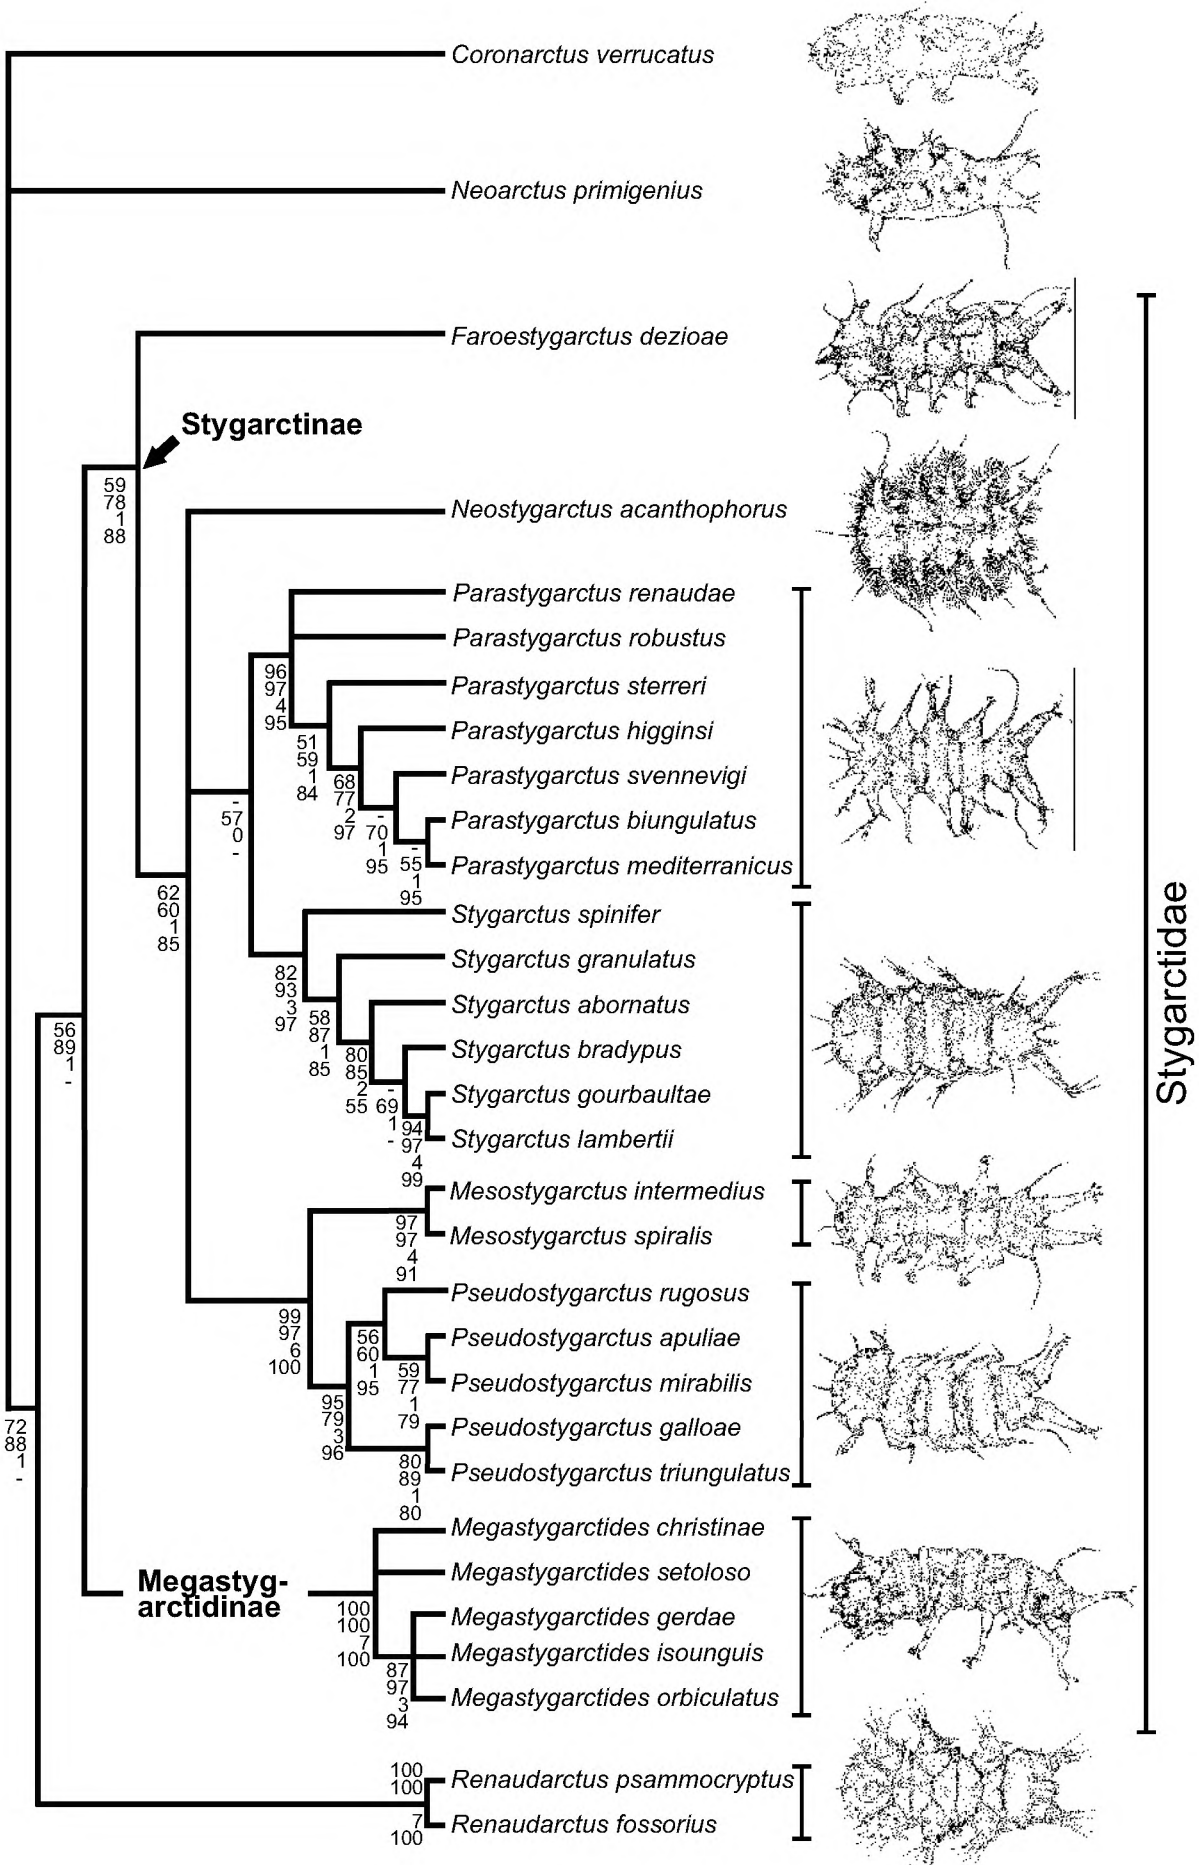 Coronarctus verrucatus
Neoarctus primigenius
Faroestygarctus dezioae
Stygarctinae
59
78
1
88
Neostygarctus acanthophorus
Parastygarctus renaudae
Parastygarctus robustus
96
97
4
95
Parastygarctus sterreri
Parastygarctus higginsi
51
59
1
84
Parastygarctus svennevigi
68
77
2
97
-
57
0
-
Parastygarctus biungulatus
-
70
1
95
Parastygarctus mediterranicus
-
55
1
95
62
60
1
85
Stygarctus spinifer
Stygarctus granulatus
82
93
3
97
Stygarctus abornatus
58
87
1
85
Stygarctus bradypus
80
85
2
55
Stygarctus gourbaultae
-
69
1
-
Stygarctus lambertii
94
97
4
99
56
89
1
-
Stygarctidae
Mesostygarctus intermedius
Mesostygarctus spiralis
97
97
4
91
Pseudostygarctus rugosus
99
97
6
100
Pseudostygarctus apuliae
56
60
1
95
Pseudostygarctus mirabilis
59
77
1
79
Pseudostygarctus galloae
95
79
3
96
Pseudostygarctus triungulatus
80
89
1
80
72
88
1
-
Megastygarctides christinae
Megastygarctides setoloso
Megastyg-
arctidinae
100
100
7
100
Megastygarctides gerdae
Megastygarctides isounguis
Megastygarctides orbiculatus
87
97
3
94
Renaudarctus psammocryptus
100
100
7
100
Renaudarctus fossorius